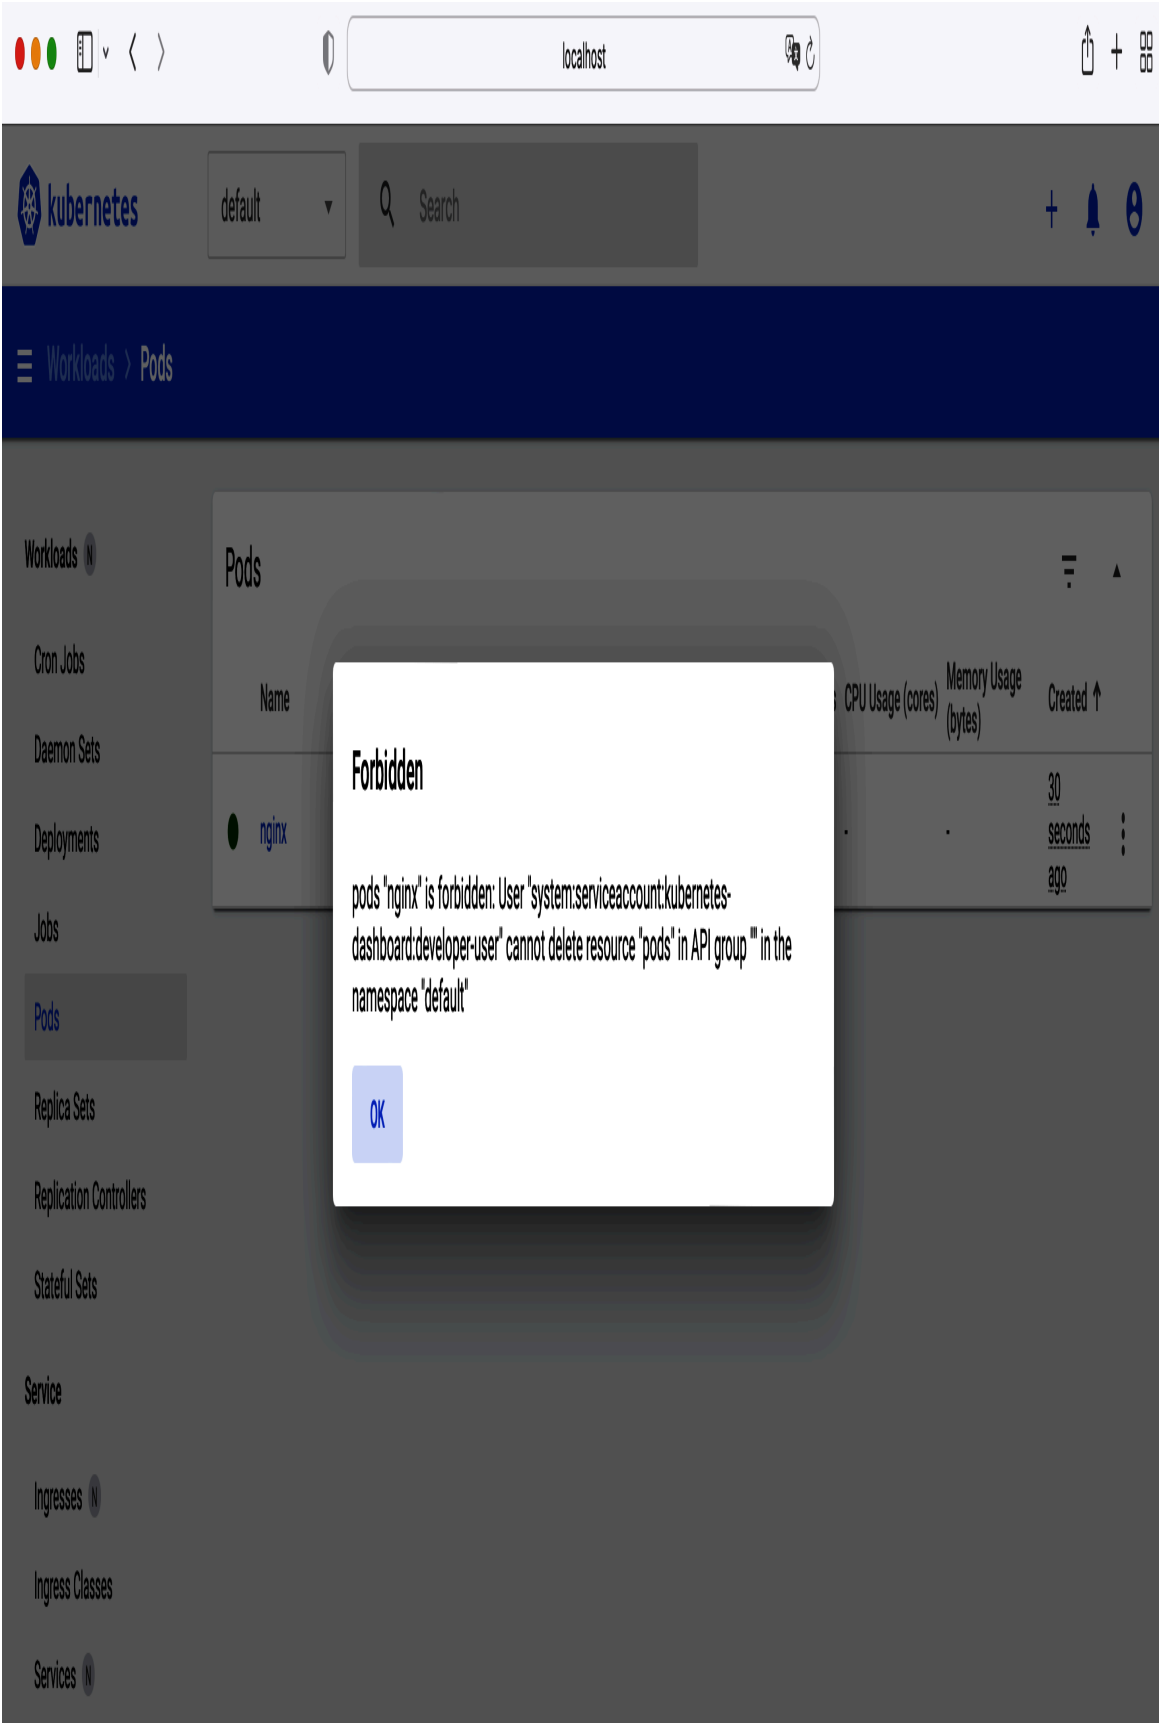 localhost
kubernetes
default
Search
Workloads > Pods
Workloads N
Cron Jobs
Daemon Sets
Deployments
Jobs
Pods
Replica Sets
Replication Controllers
Stateful Sets
Service
Ingresses N
Ingress Classes
Services N
Pods
Name
s
CPU Usage (cores)
Memory Usage
(bytes)
Created ↑
nginx
-
-
30
seconds
ago
Forbidden
pods "nginx" is forbidden: User "system:serviceaccount:kubernetes-
dashboard:developer-user" cannot delete resource "pods" in API group "" in the
namespace "default"
OK